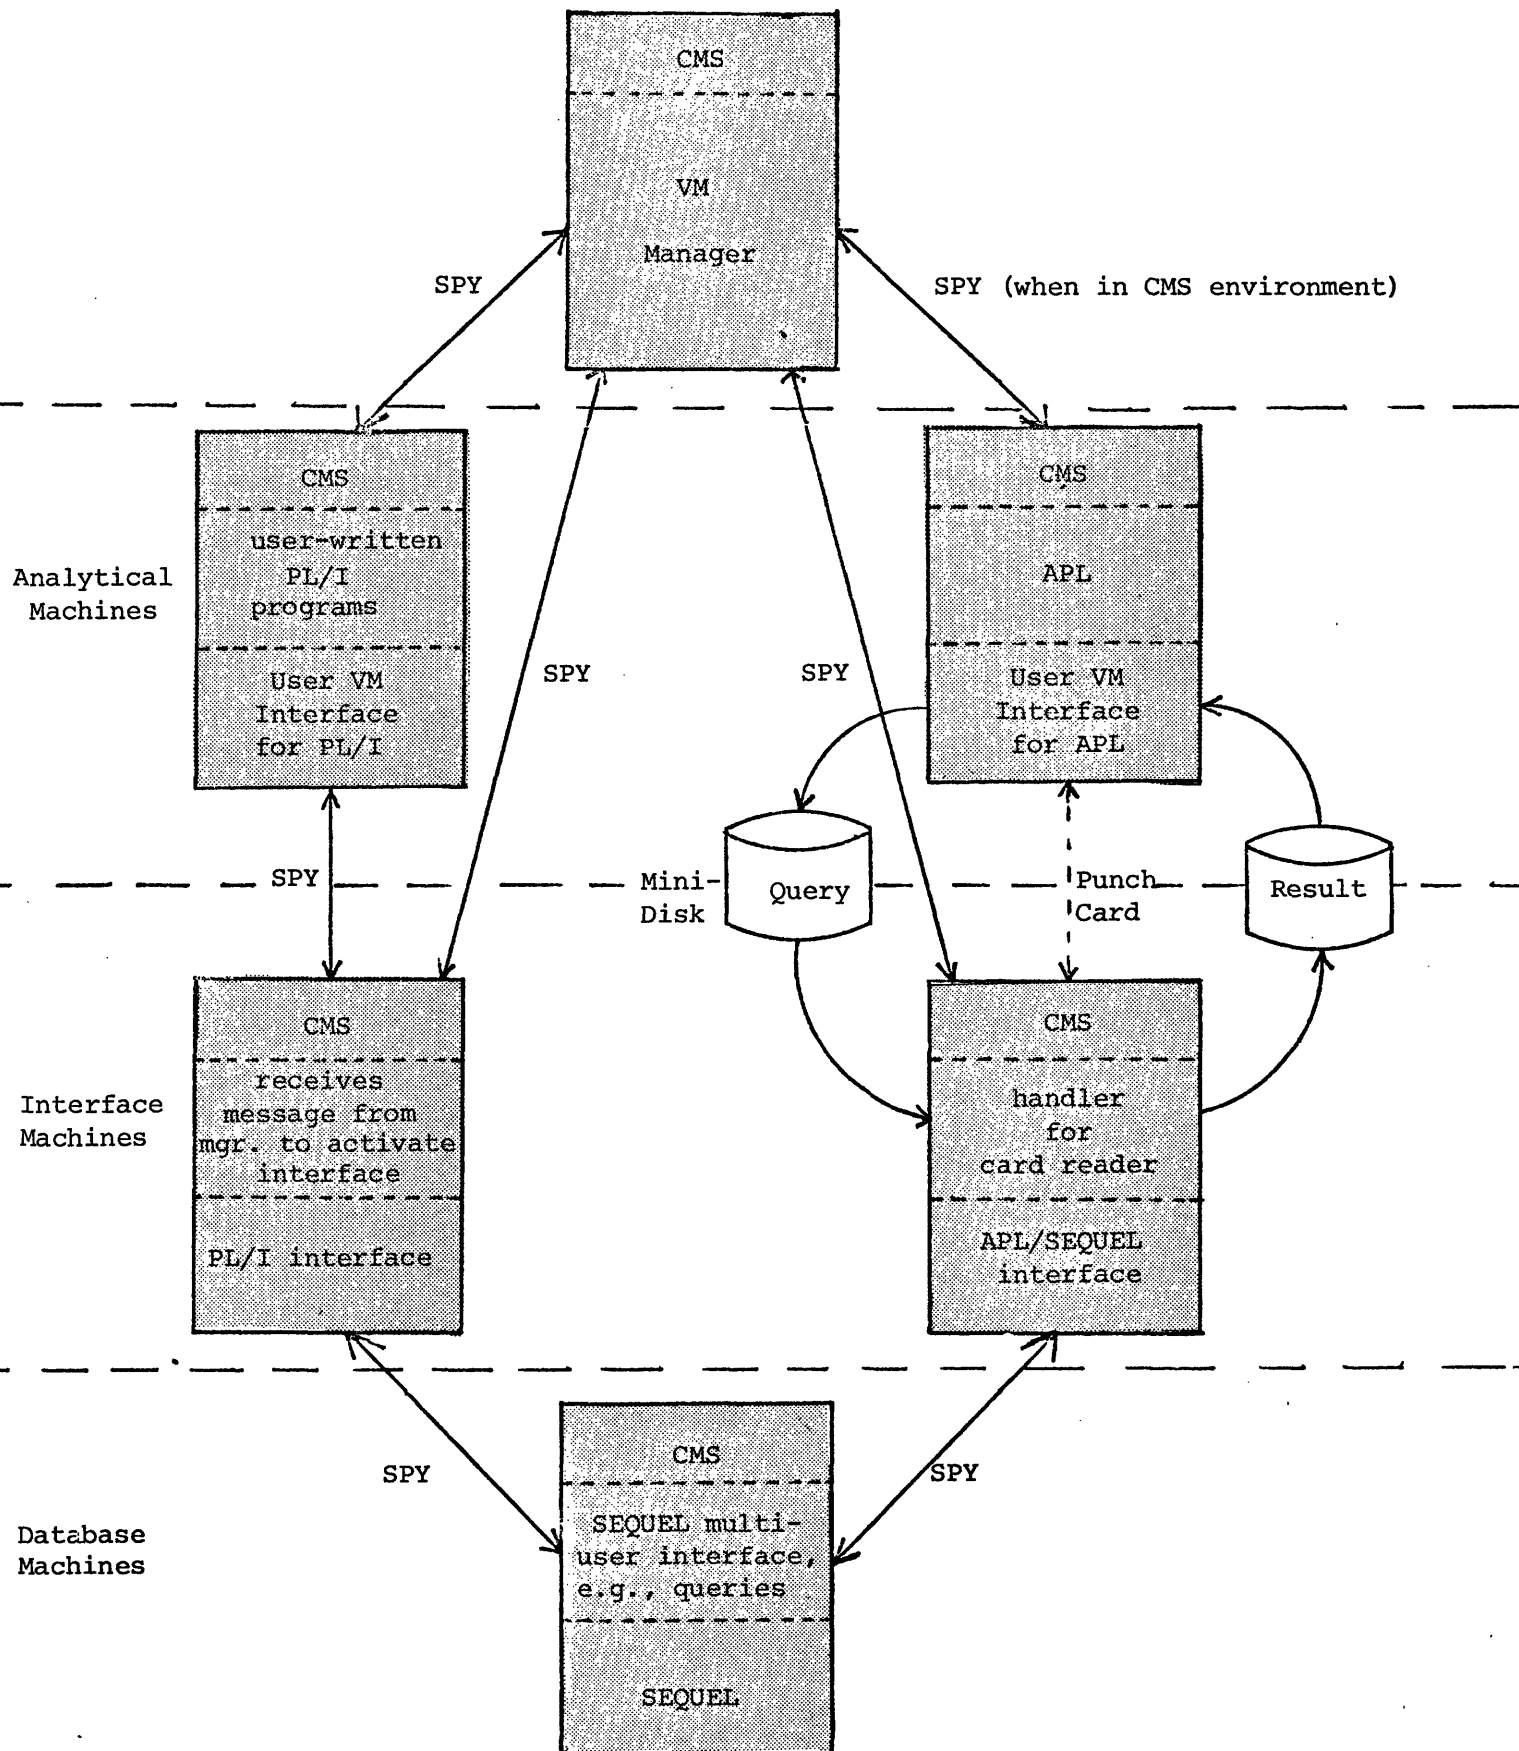 CMS
VM
Manager
SPY
SPY (when in CMS environment)
Analytical
Machines
CMS
user-written
PL/I
programs
User VM
Interface
for PL/I
SPY
SPY
CMS
APL
User VM
Interface
for APL
SPY
Mini-
Disk
Query
Punch
Card
Result
Interface
Machines
CMS
receives
message from
mgr. to activate
interface
PL/I interface
CMS
handler
for
card reader
APL/SEQUEL
interface
SPY
SPY
Database
Machines
CMS
SEQUEL multi-
user interface,
e.g., queries
SEQUEL